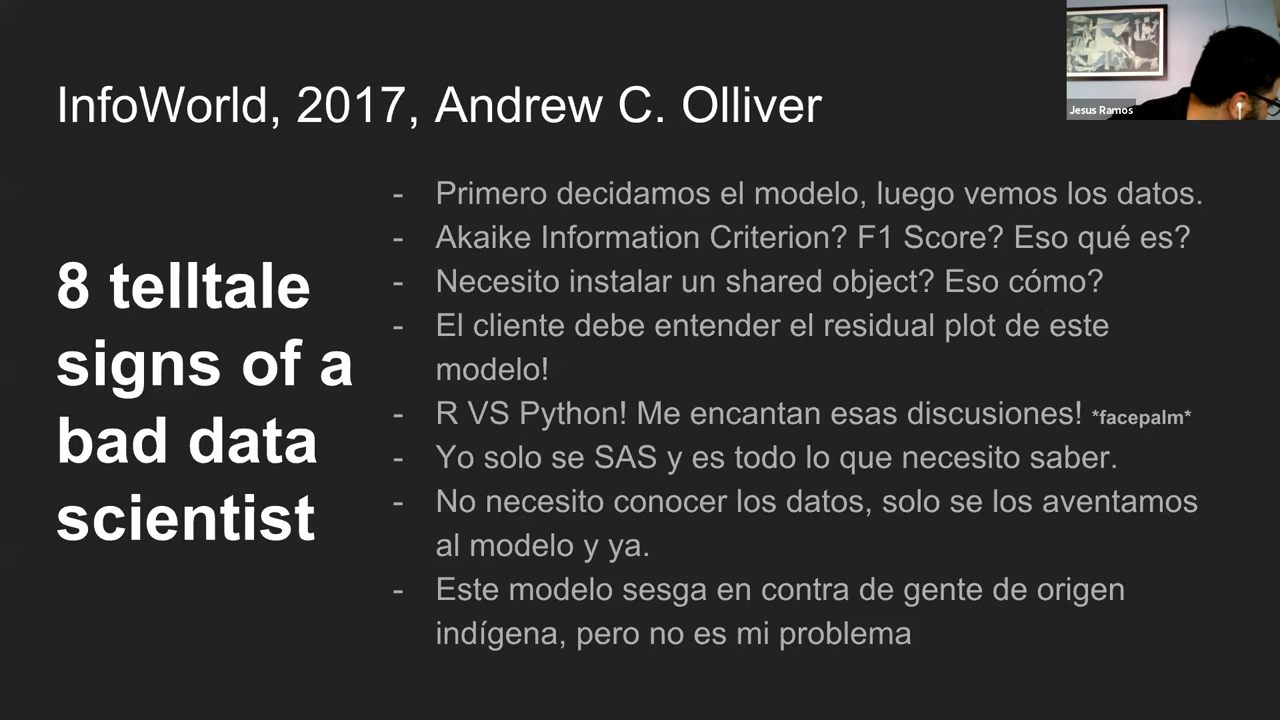 InfoWorld, 2017, Andrew C. Olliver
Jesus Ramos
8 telltale
signs of a
bad data
scientist
- Primero decidamos el modelo, luego vemos los datos.
- Akaike Information Criterion? F1 Score? Eso qué es?
- Necesito instalar un shared object? Eso cómo?
- El cliente debe entender el residual plot de este
modelo!
- R VS Python! Me encantan esas discusiones! *facepalm*
- Yo solo se SAS y es todo lo que necesito saber.
- No necesito conocer los datos, solo se los aventamos
al modelo y ya.
- Este modelo sesga en contra de gente de origen
indígena, pero no es mi problema